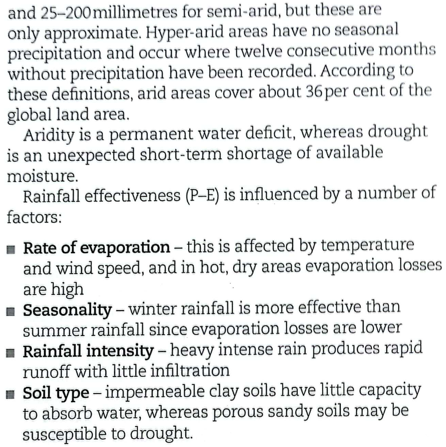 and 25–200 millimetres for semi-arid, but these are
only approximate. Hyper-arid areas have no seasonal
precipitation and occur where twelve consecutive months
without precipitation have been recorded. According to
these definitions, arid areas cover about 36 per cent of the
global land area.
Aridity is a permanent water deficit, whereas drought
is an unexpected short-term shortage of available
moisture.
Rainfall effectiveness (P–E) is influenced by a number of
factors:
■ Rate of evaporation – this is affected by temperature
and wind speed, and in hot, dry areas evaporation losses
are high
■ Seasonality – winter rainfall is more effective than
summer rainfall since evaporation losses are lower
■ Rainfall intensity – heavy intense rain produces rapid
runoff with little infiltration
■ Soil type – impermeable clay soils have little capacity
to absorb water, whereas porous sandy soils may be
susceptible to drought.